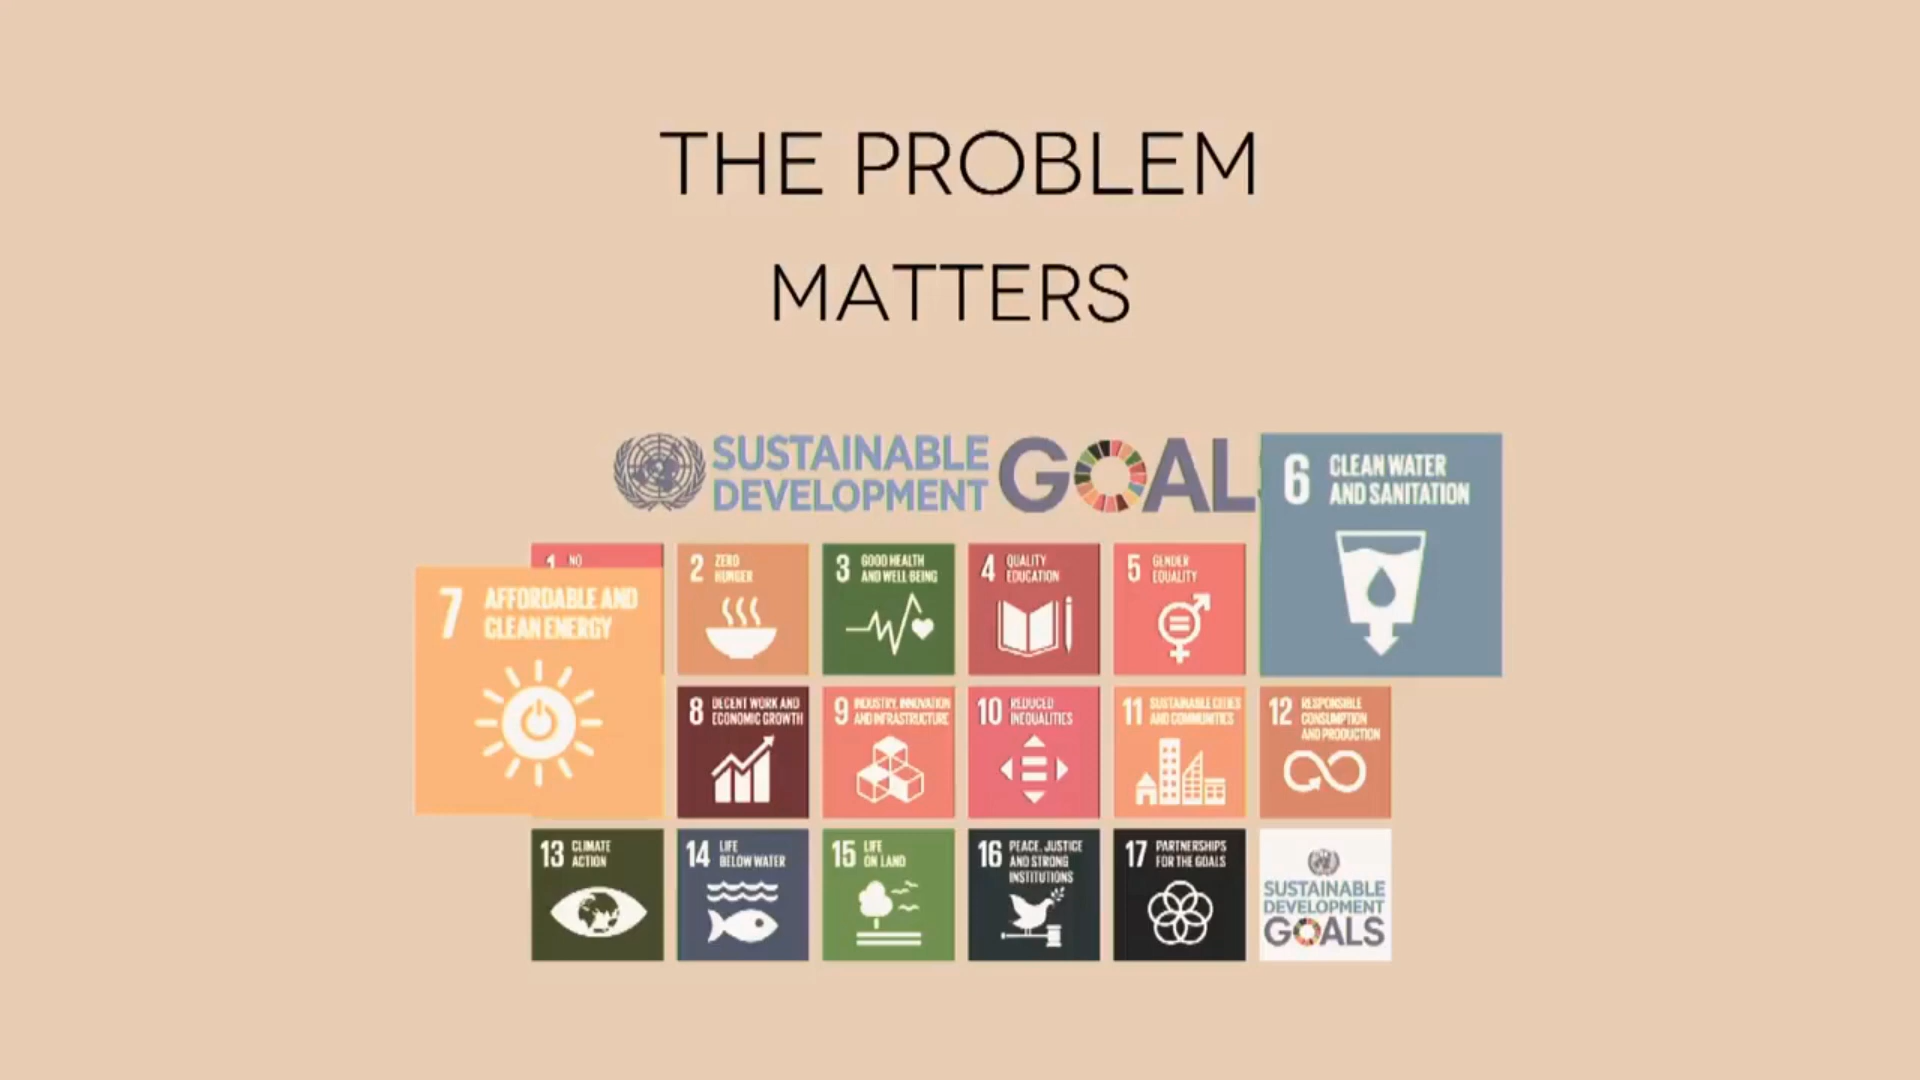 THE PROBLEM
MATTERS
SUSTAINABLE
DEVELOPMENT
GOAL
6 CLEAN WATER
AND SANITATION
1 NO
7 AFFORDABLE AND
CLEAN ENERGY
2 ZERO
HUNGER
3 GOOD HEALTH
AND WELL-BEING
4 QUALITY
EDUCATION
5 GENDER
EQUALITY
8 DECENT WORK AND
ECONOMIC GROWTH
9 INDUSTRY, INNOVATION
AND INFRASTRUCTURE
10 REDUCED
INEQUALITIES
11 SUSTAINABLE CITIES
AND COMMUNITIES
12 RESPONSIBLE
CONSUMPTION
AND PRODUCTION
13 CLIMATE
ACTION
14 LIFE
BELOW WATER
15 LIFE
ON LAND
16 PEACE, JUSTICE
AND STRONG
INSTITUTIONS
17 PARTNERSHIPS
FOR THE GOALS
SUSTAINABLE
DEVELOPMENT
GOALS